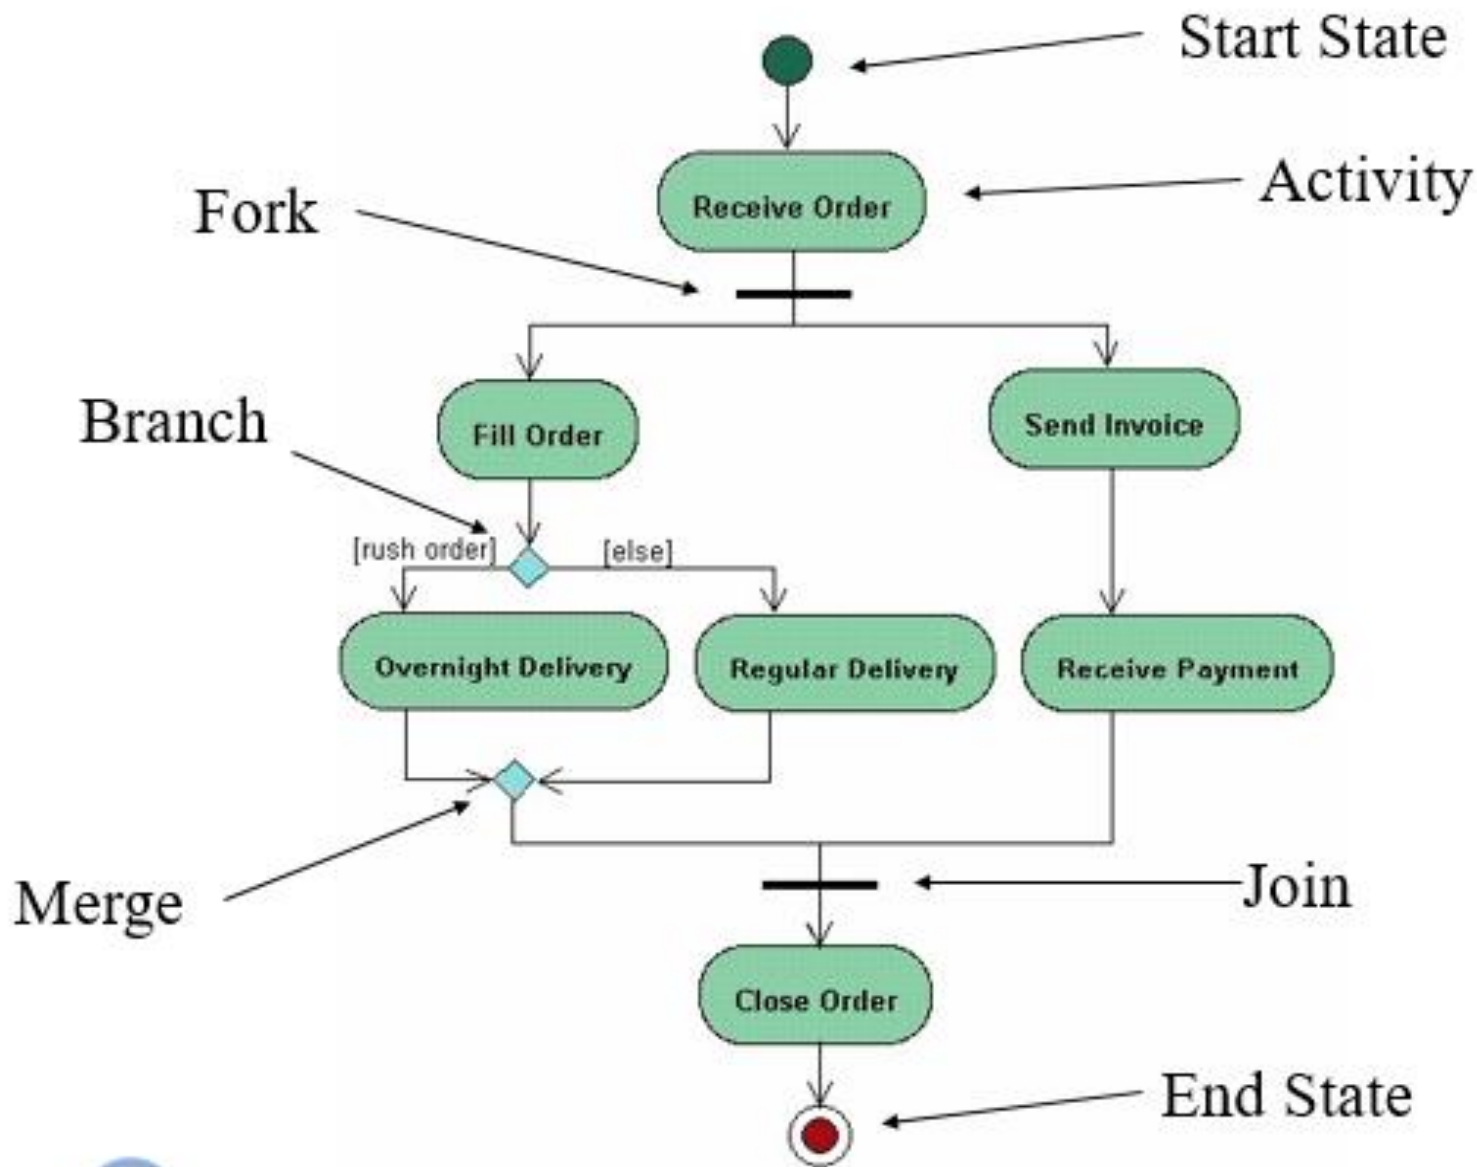 Start State
Activity
Receive Order
Fork
Branch
Fill Order
Send Invoice
[rush order]
[else]
Overnight Delivery
Regular Delivery
Receive Payment
Merge
Join
Close Order
End State